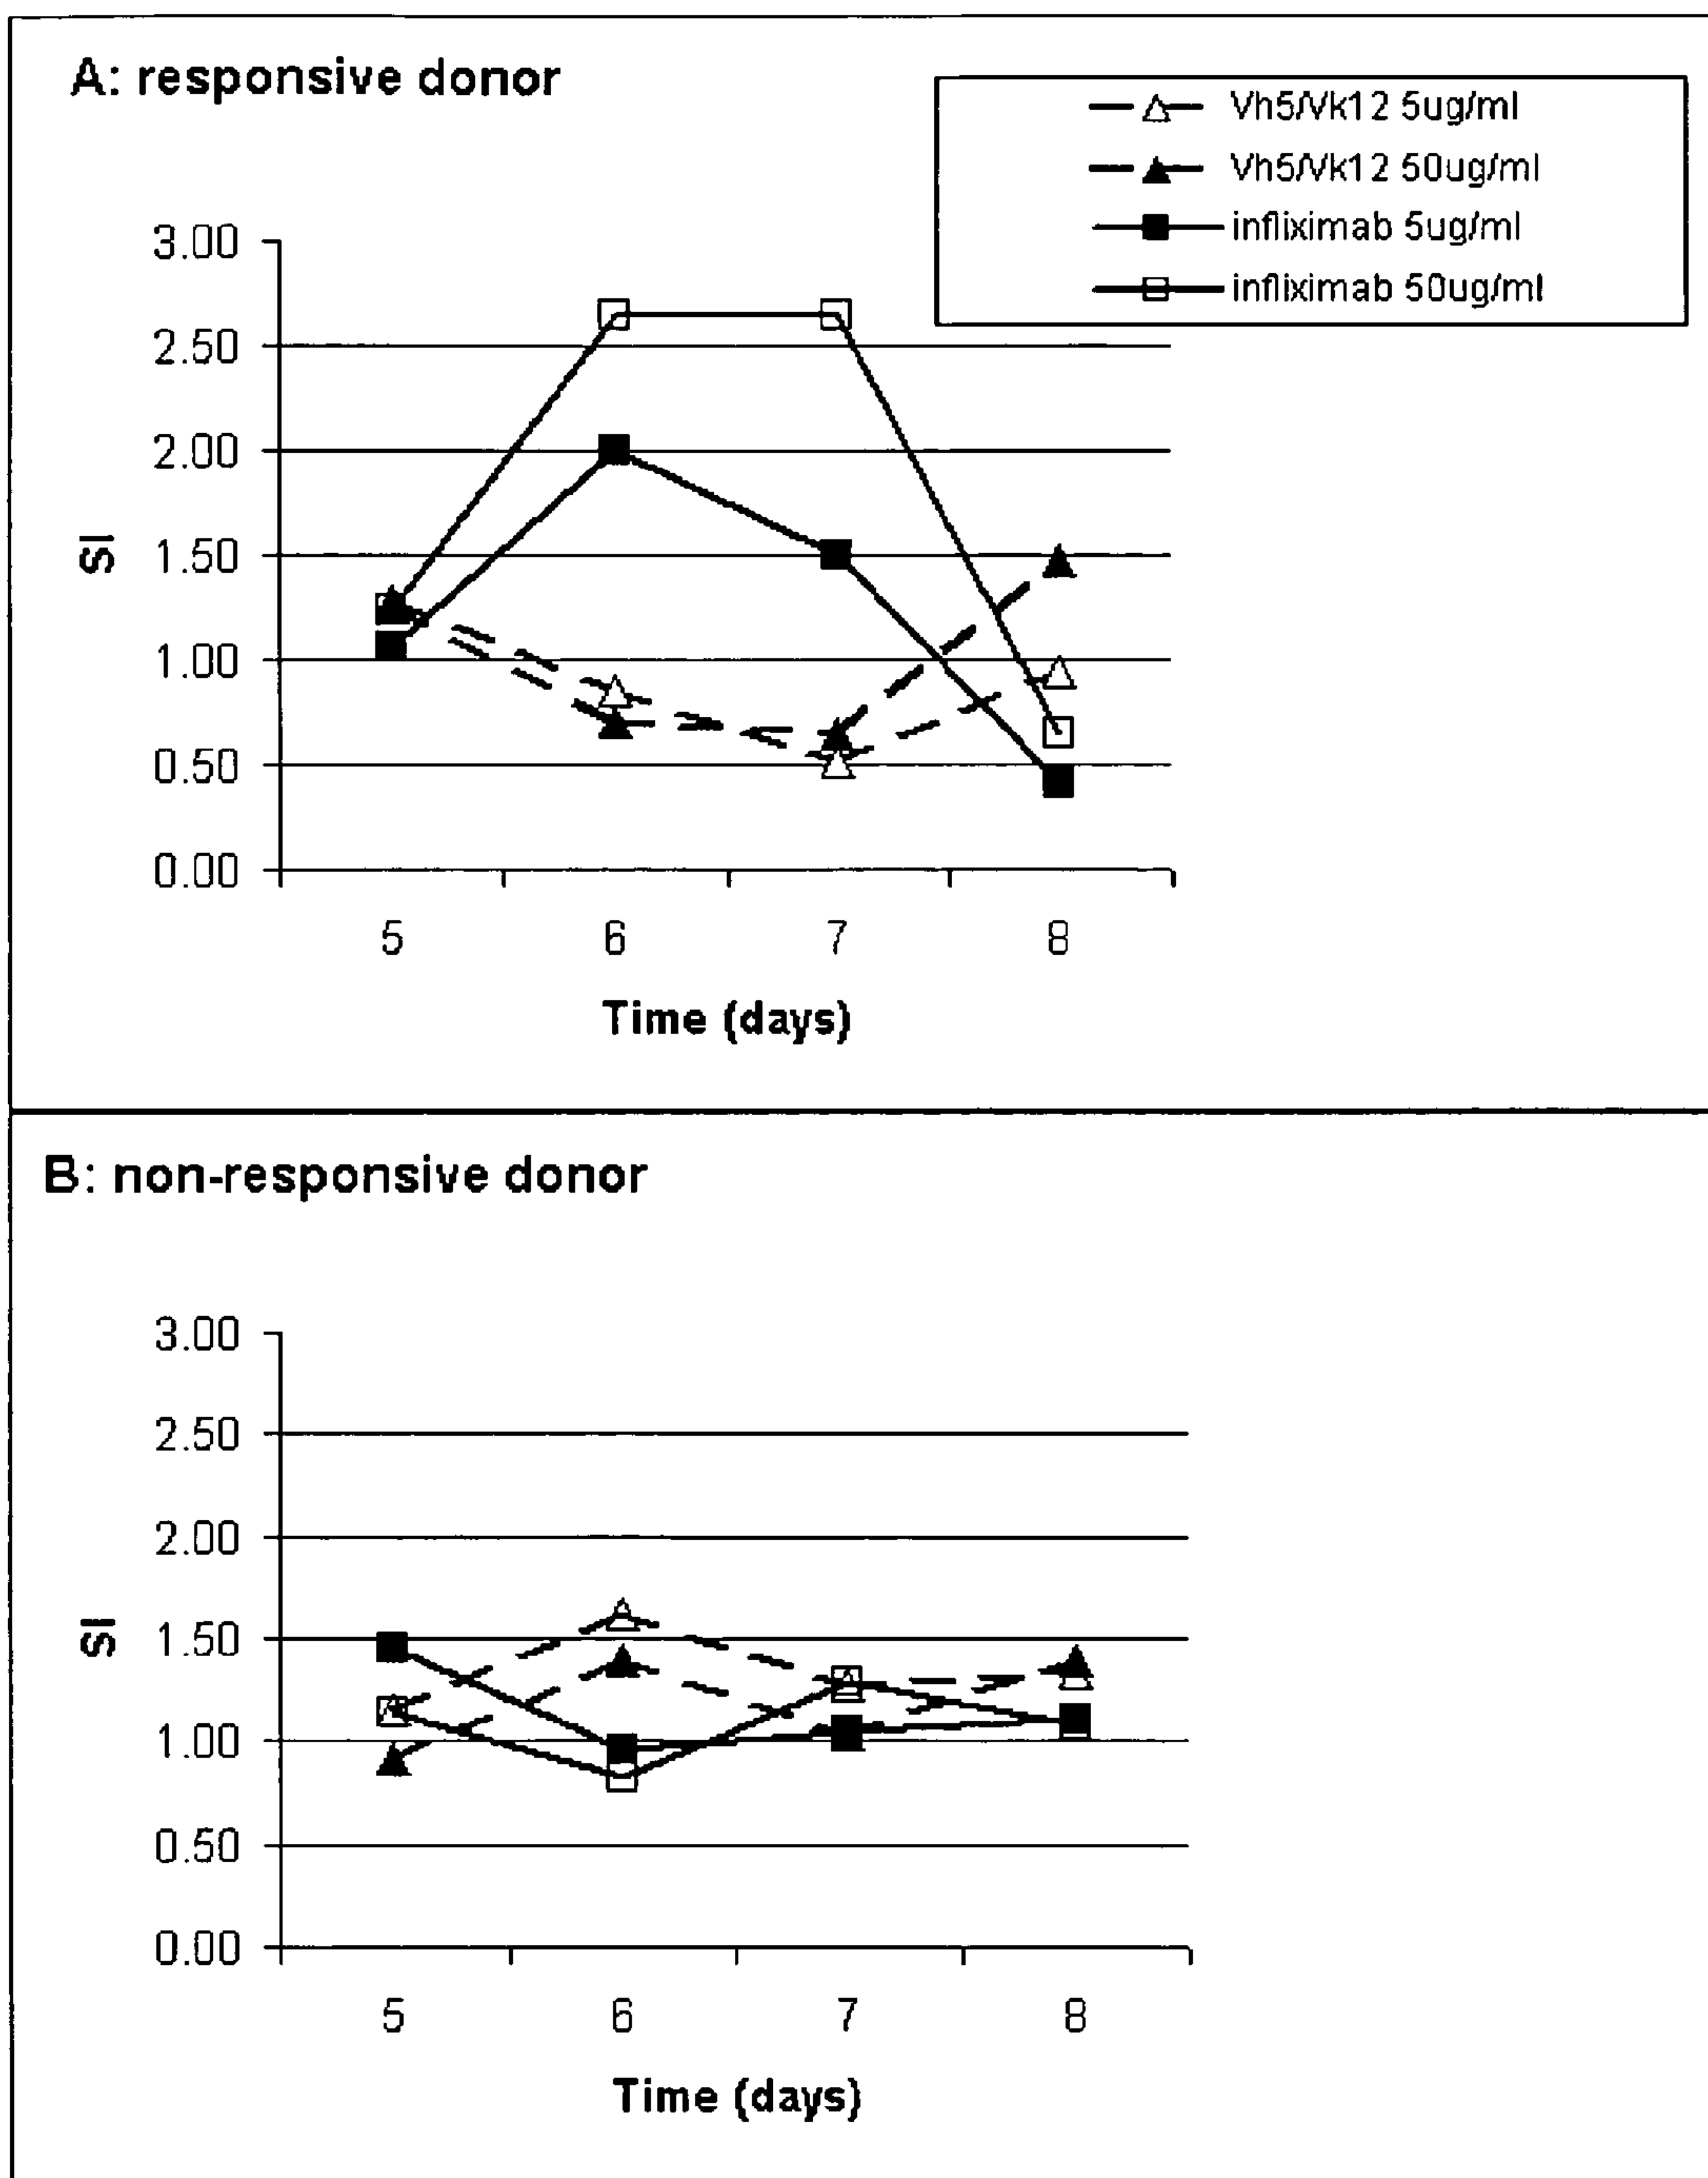 A: responsive donor
Vh5/Vk12 5ug/ml
Vh5/Vk12 50ug/ml
infliximab 5ug/ml
infliximab 50ug/ml
3.00
2.50
2.00
1.50
1.00
0.50
0.00
SI
5 6 7 8
Time (days)
B: non-responsive donor
3.00
2.50
2.00
1.50
1.00
0.50
0.00
SI
5 6 7 8
Time (days)